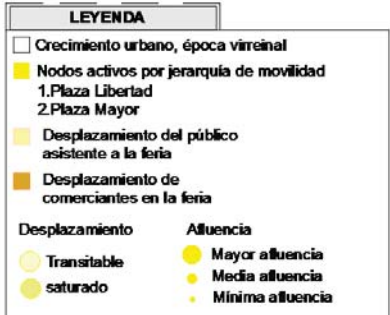 LEYENDA
Crecimiento urbano, época virreinal
Nodos activos por jerarquía de movilidad
1.Plaza Libertad
2.Plaza Mayor
Desplazamiento del público
asistente a la feria
Desplazamiento de
comerciantes en la feria
Desplazamiento
Afluencia
Transitable
Mayor afluencia
saturado
Media afluencia
Mínima afluencia